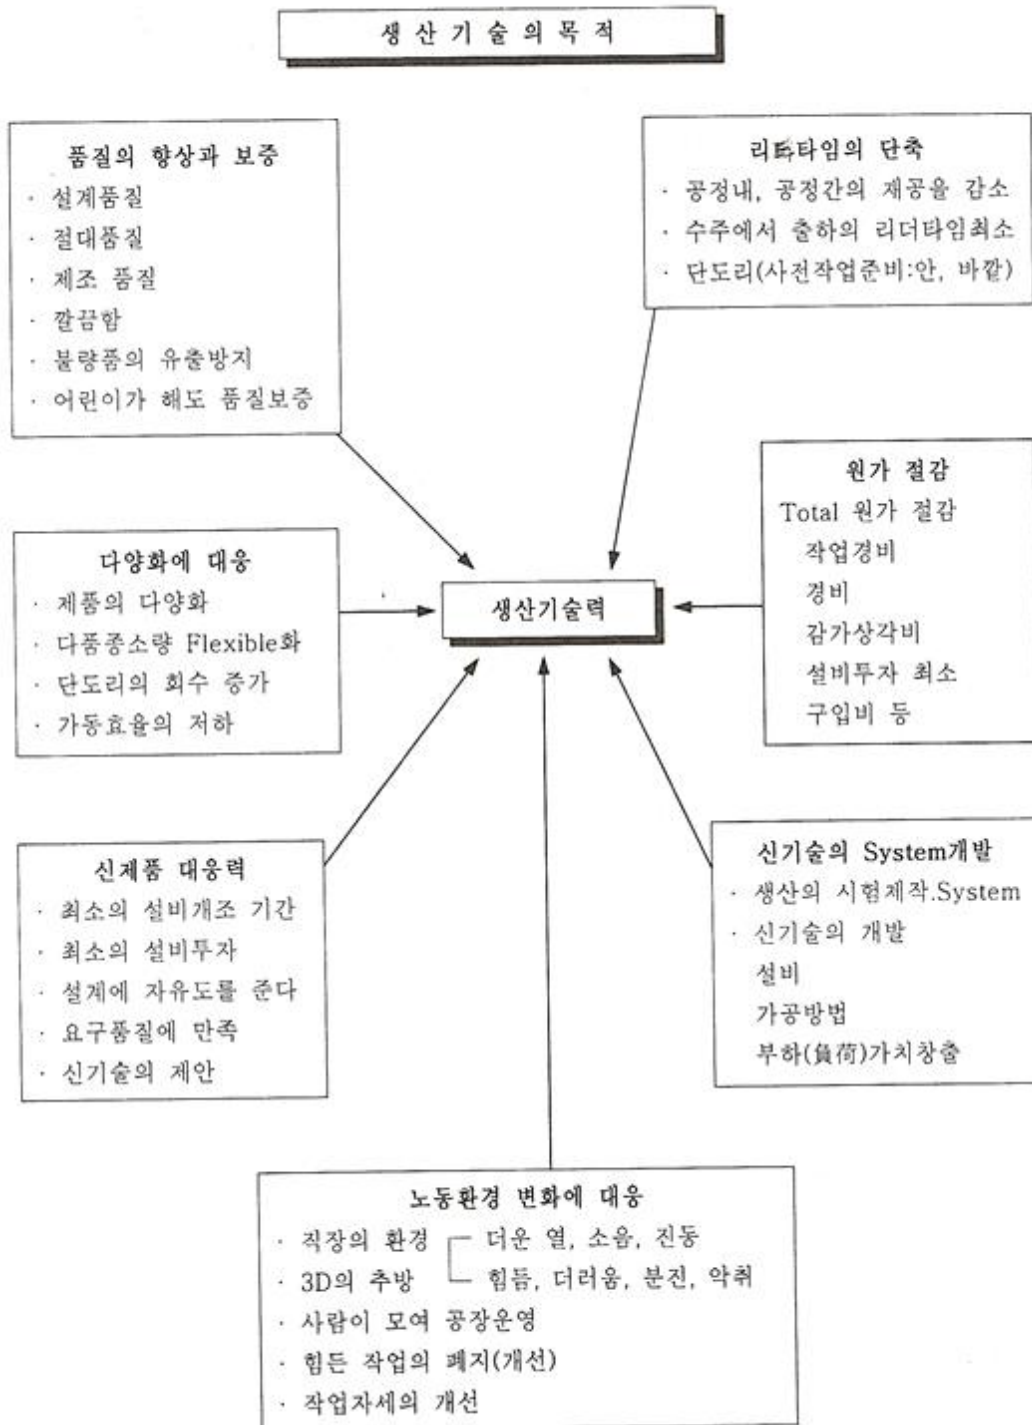 생 산 기 술 의 목 적
품질의 향상과 보증
· 설계품질
· 절대품질
· 제조 품질
· 깔끔함
· 불량품의 유출방지
· 어린이가 해도 품질보증
타임의 단축
· 공정내, 공정간의 재공을 감소
· 수주에서 출하의 리더타임최소
· 단도리(사전작업준비:안, 바깥)
원가 절감
Total 원가 절감
작업경비
경비
감가상각비
설비투자 최소
구입비 등
다양화에 대응
· 제품의 다양화
· 다품종소량 Flexible화
· 단도리의 회수 증가
· 가동효율의 저하
생산기술력
신제품 대응력
· 최소의 설비개조 기간
· 최소의 설비투자
· 설계에 자유도를 준다
· 요구품질에 만족
· 신기술의 제안
신기술의 System개발
· 생산의 시험제작.System
· 신기술의 개발
설비
가공방법
부하(負荷)가치창출
노동환경 변화에 대응
· 직장의 환경 더운 열, 소음, 진동
· 3D의 추방 힘듬, 더러움, 분진, 악취
· 사람이 모여 공장운영
· 힘든 작업의 폐지(개선)
· 작업자세의 개선